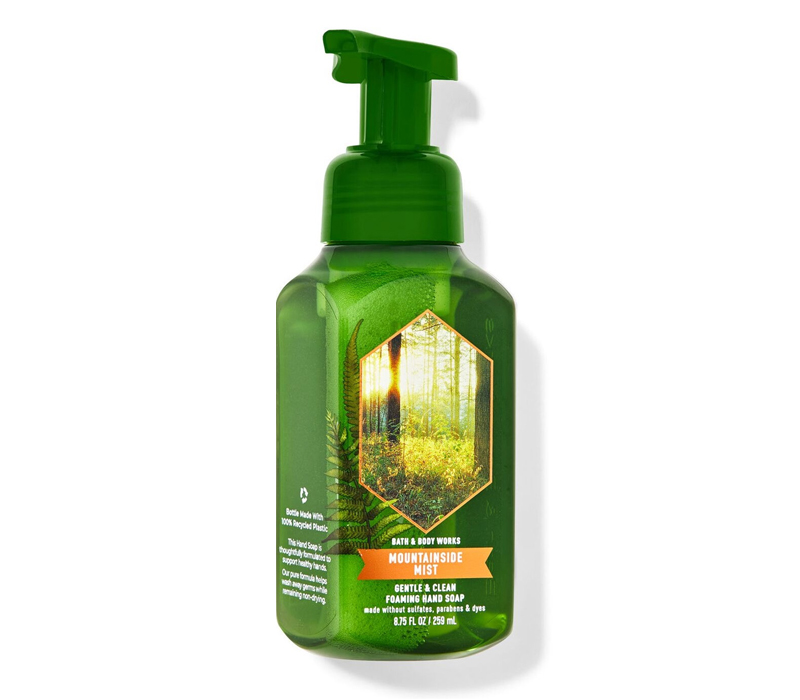 Bottle Made With
100% Recycled Plastic
This Hand Soap is
thoughtfully formulated to
support healthy hands.
Our pure formula helps
wash away germs while
remaining non-drying.
BATH & BODY WORKS
MOUNTAINSIDE
MIST
GENTLE & CLEAN
FOAMING HAND SOAP
made without sulfates, parabens & dyes
8.75 FL OZ / 259 mL